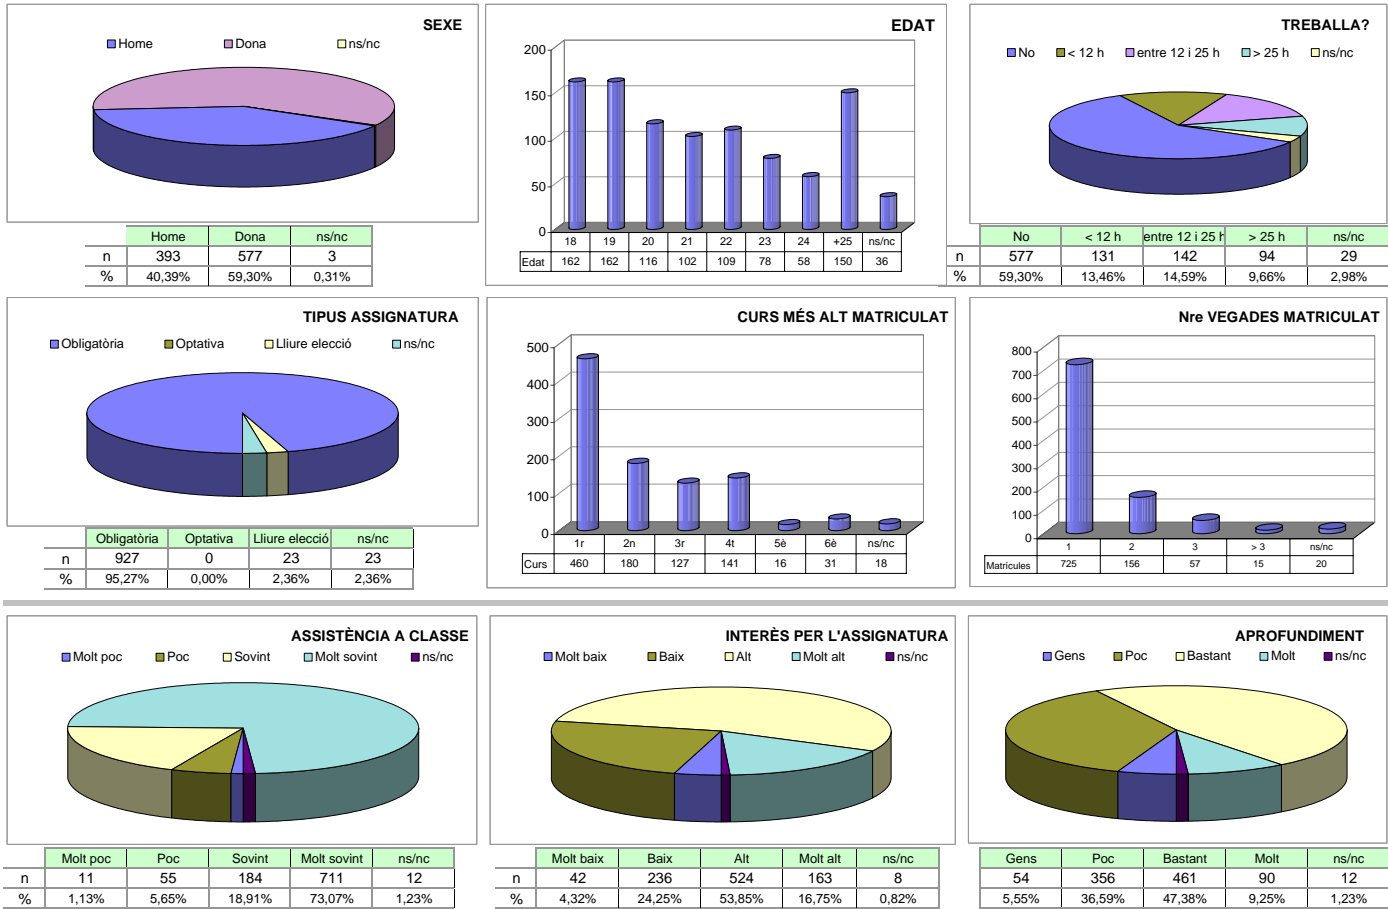 SEXE
Home Dona ns/nc
Home Dona ns/nc
n 393 577 3
% 40,39% 59,30% 0,31%
EDAT
200
150
100
50
0
18 19 20 21 22 23 24 +25 ns/nc
Edat 162 162 116 102 109 78 58 150 36
TREBALLA?
No < 12 h entre 12 i 25 h > 25 h ns/nc
No < 12 h entre 12 i 25 h > 25 h ns/nc
n 577 131 142 94 29
% 59,30% 13,46% 14,59% 9,66% 2,98%
TIPUS ASSIGNATURA
Obligatòria Optativa Lliure elecció ns/nc
Obligatòria Optativa Lliure elecció ns/nc
n 927 0 23 23
% 95,27% 0,00% 2,36% 2,36%
CURS MÉS ALT MATRICULAT
500
400
300
200
100
0
1r 2n 3r 4t 5è 6è ns/nc
Curs 460 180 127 141 16 31 18
Nre VEGADES MATRICULAT
800
700
600
500
400
300
200
100
0
1 2 3 > 3 ns/nc
Matrícules 725 156 57 15 20
ASSISTÈNCIA A CLASSE
Molt poc Poc Sovint Molt sovint ns/nc
Molt poc Poc Sovint Molt sovint ns/nc
n 11 55 184 711 12
% 1,13% 5,65% 18,91% 73,07% 1,23%
INTERÈS PER L'ASSIGNATURA
Molt baix Baix Alt Molt alt ns/nc
Molt baix Baix Alt Molt alt ns/nc
n 42 236 524 163 8
% 4,32% 24,25% 53,85% 16,75% 0,82%
APROFUNDIMENT
Gens Poc Bastant Molt ns/nc
Gens Poc Bastant Molt ns/nc
54 356 461 90 12
5,55% 36,59% 47,38% 9,25% 1,23%